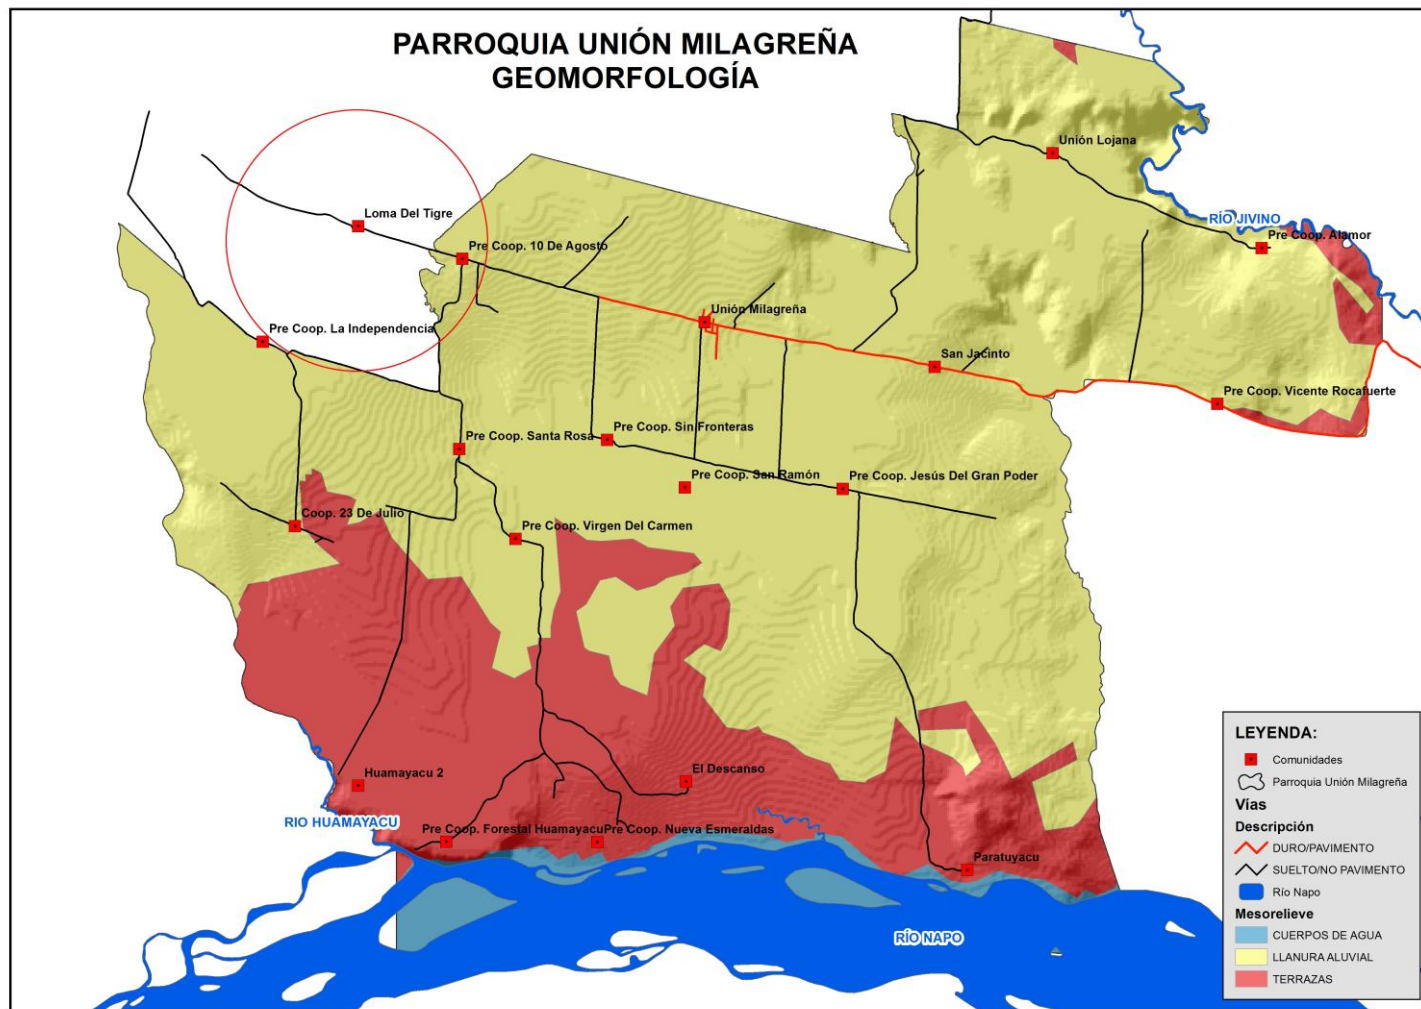 PARROQUIA UNIÓN MILAGREÑA
GEOMORFOLOGÍA
Unión Lojana
Loma Del Tigre
RÍO JIVINO
Pre Coop. Alamor
Pre Coop. 10 De Agosto
Unión Milagreña
Pre Coop. La Independencia
San Jacinto
Pre Coop. Vicente Rocafuerte
Pre Coop. Sin Fronteras
Pre Coop. Santa Rosa
Pre Coop. San Ramón
Pre Coop. Jesús Del Gran Poder
Coop. 23 De Julio
Pre Coop. Virgen Del Carmen
Huamayacu 2
El Descanso
RIO HUAMAYACU
Pre Coop. Forestal Huamayacu
Pre Coop. Nueva Esmeraldas
Paratuyacu
RÍO NAPO
LEYENDA:
Comunidades
Parroquia Unión Milagreña
Vías
Descripción
DURO/PAVIMENTO
SUELTO/NO PAVIMENTO
Río Napo
Mesorelieve
CUERPOS DE AGUA
LLANURA ALUVIAL
TERRAZAS